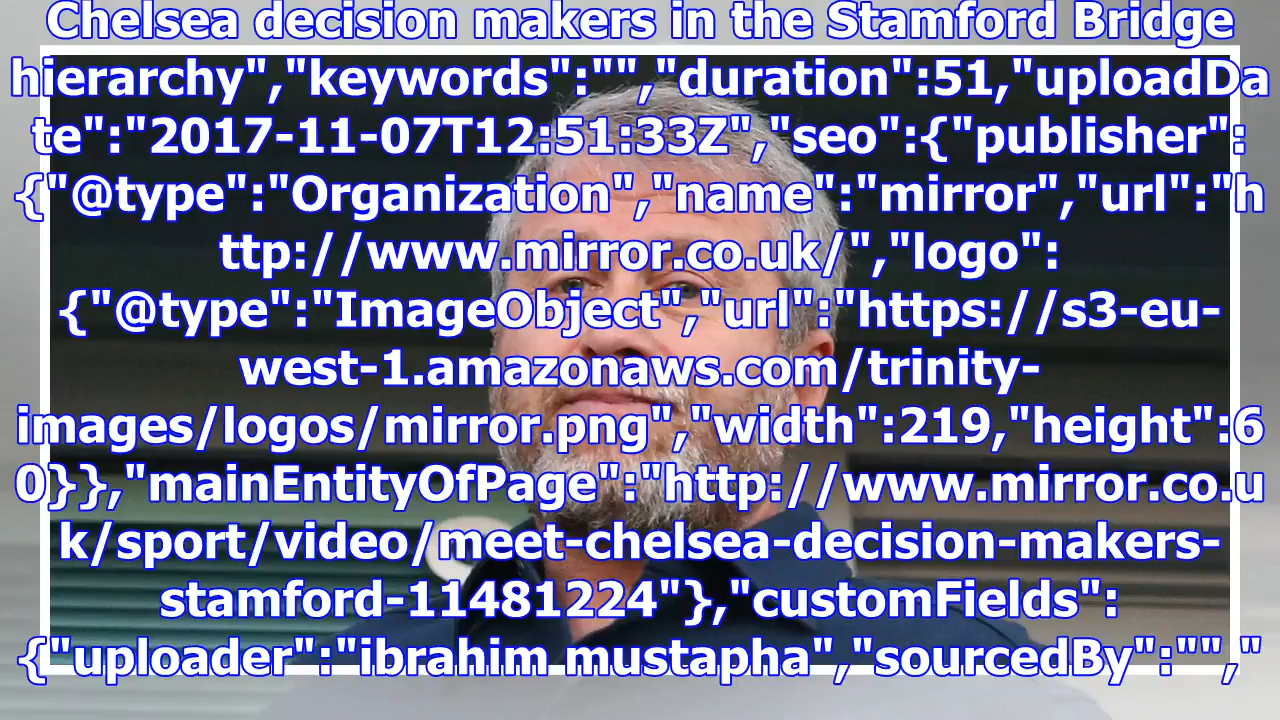 Chelsea decision makers in the Stamford Bridge
hierarchy","keywords":"","duration":51,"uploadDa
te":"2017-11-07T12:51:33Z","seo":{"publisher":
{"@type":"Organization","name":"mirror","url":"h
ttp://www.mirror.co.uk/","logo":
{"@type":"ImageObject","url":"https://s3-eu-
west-1.amazonaws.com/trinity-
images/logos/mirror.png","width":219,"height":6
0}},"mainEntityOfPage":"http://www.mirror.co.u
k/sport/video/meet-chelsea-decision-makers-
stamford-11481224"},"customFields":
{"uploader":"ibrahim mustapha","sourcedBy":"","